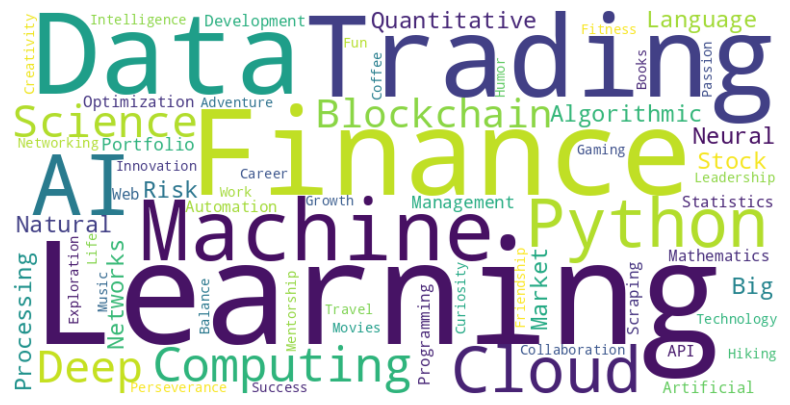 Creativity
Intelligence
Development
Data
Trading
Quantitative
Language
Fun
Coffee
Humor
Fitness
Books
Passion
Optimization
Adventure
Science
Blockchain
Algorithmic
Networking
Portfolio
Finance
Neural
Innovation
Career
Gaming
Stock
Leadership
AI
Web
Risk
Work
Automation
Growth
Management
Python
Statistics
Natural
Machine
Mathematics
Processing
Exploration
Life
Music
Networks
Learning
Balance
Mentorship
Travel
Movies
Programming
Curiosity
Friendship
Market
Scraping
Big
Technology
Deep
Computing
Cloud
Collaboration
API
Hiking
Perseverance
Success
Artificial